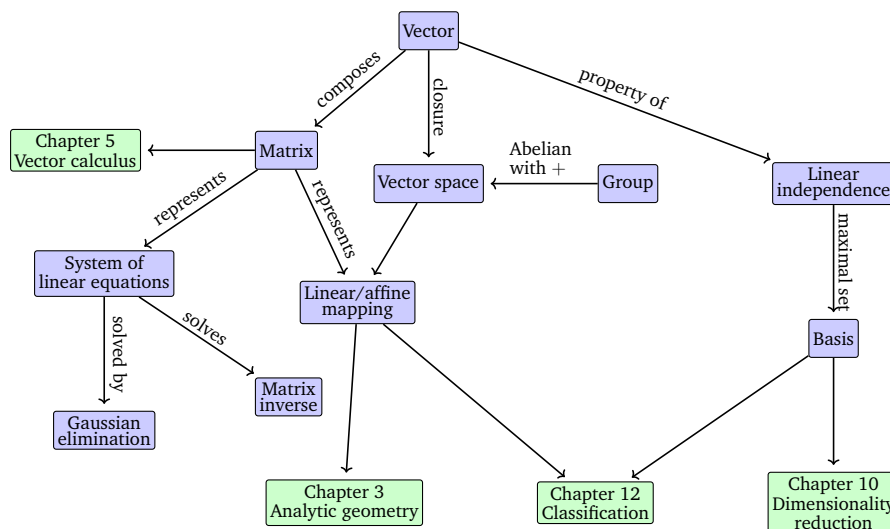 Vector
composes
closure
property of
Chapter 5
Vector calculus
Matrix
Abelian
with +
Vector space
Group
Linear
independence
represents
represents
maximal set
System of
linear equations
Linear/affine
mapping
solved by
solves
Basis
Matrix
inverse
Gaussian
elimination
Chapter 3
Analytic geometry
Chapter 12
Classification
Chapter 10
Dimensionality
reduction